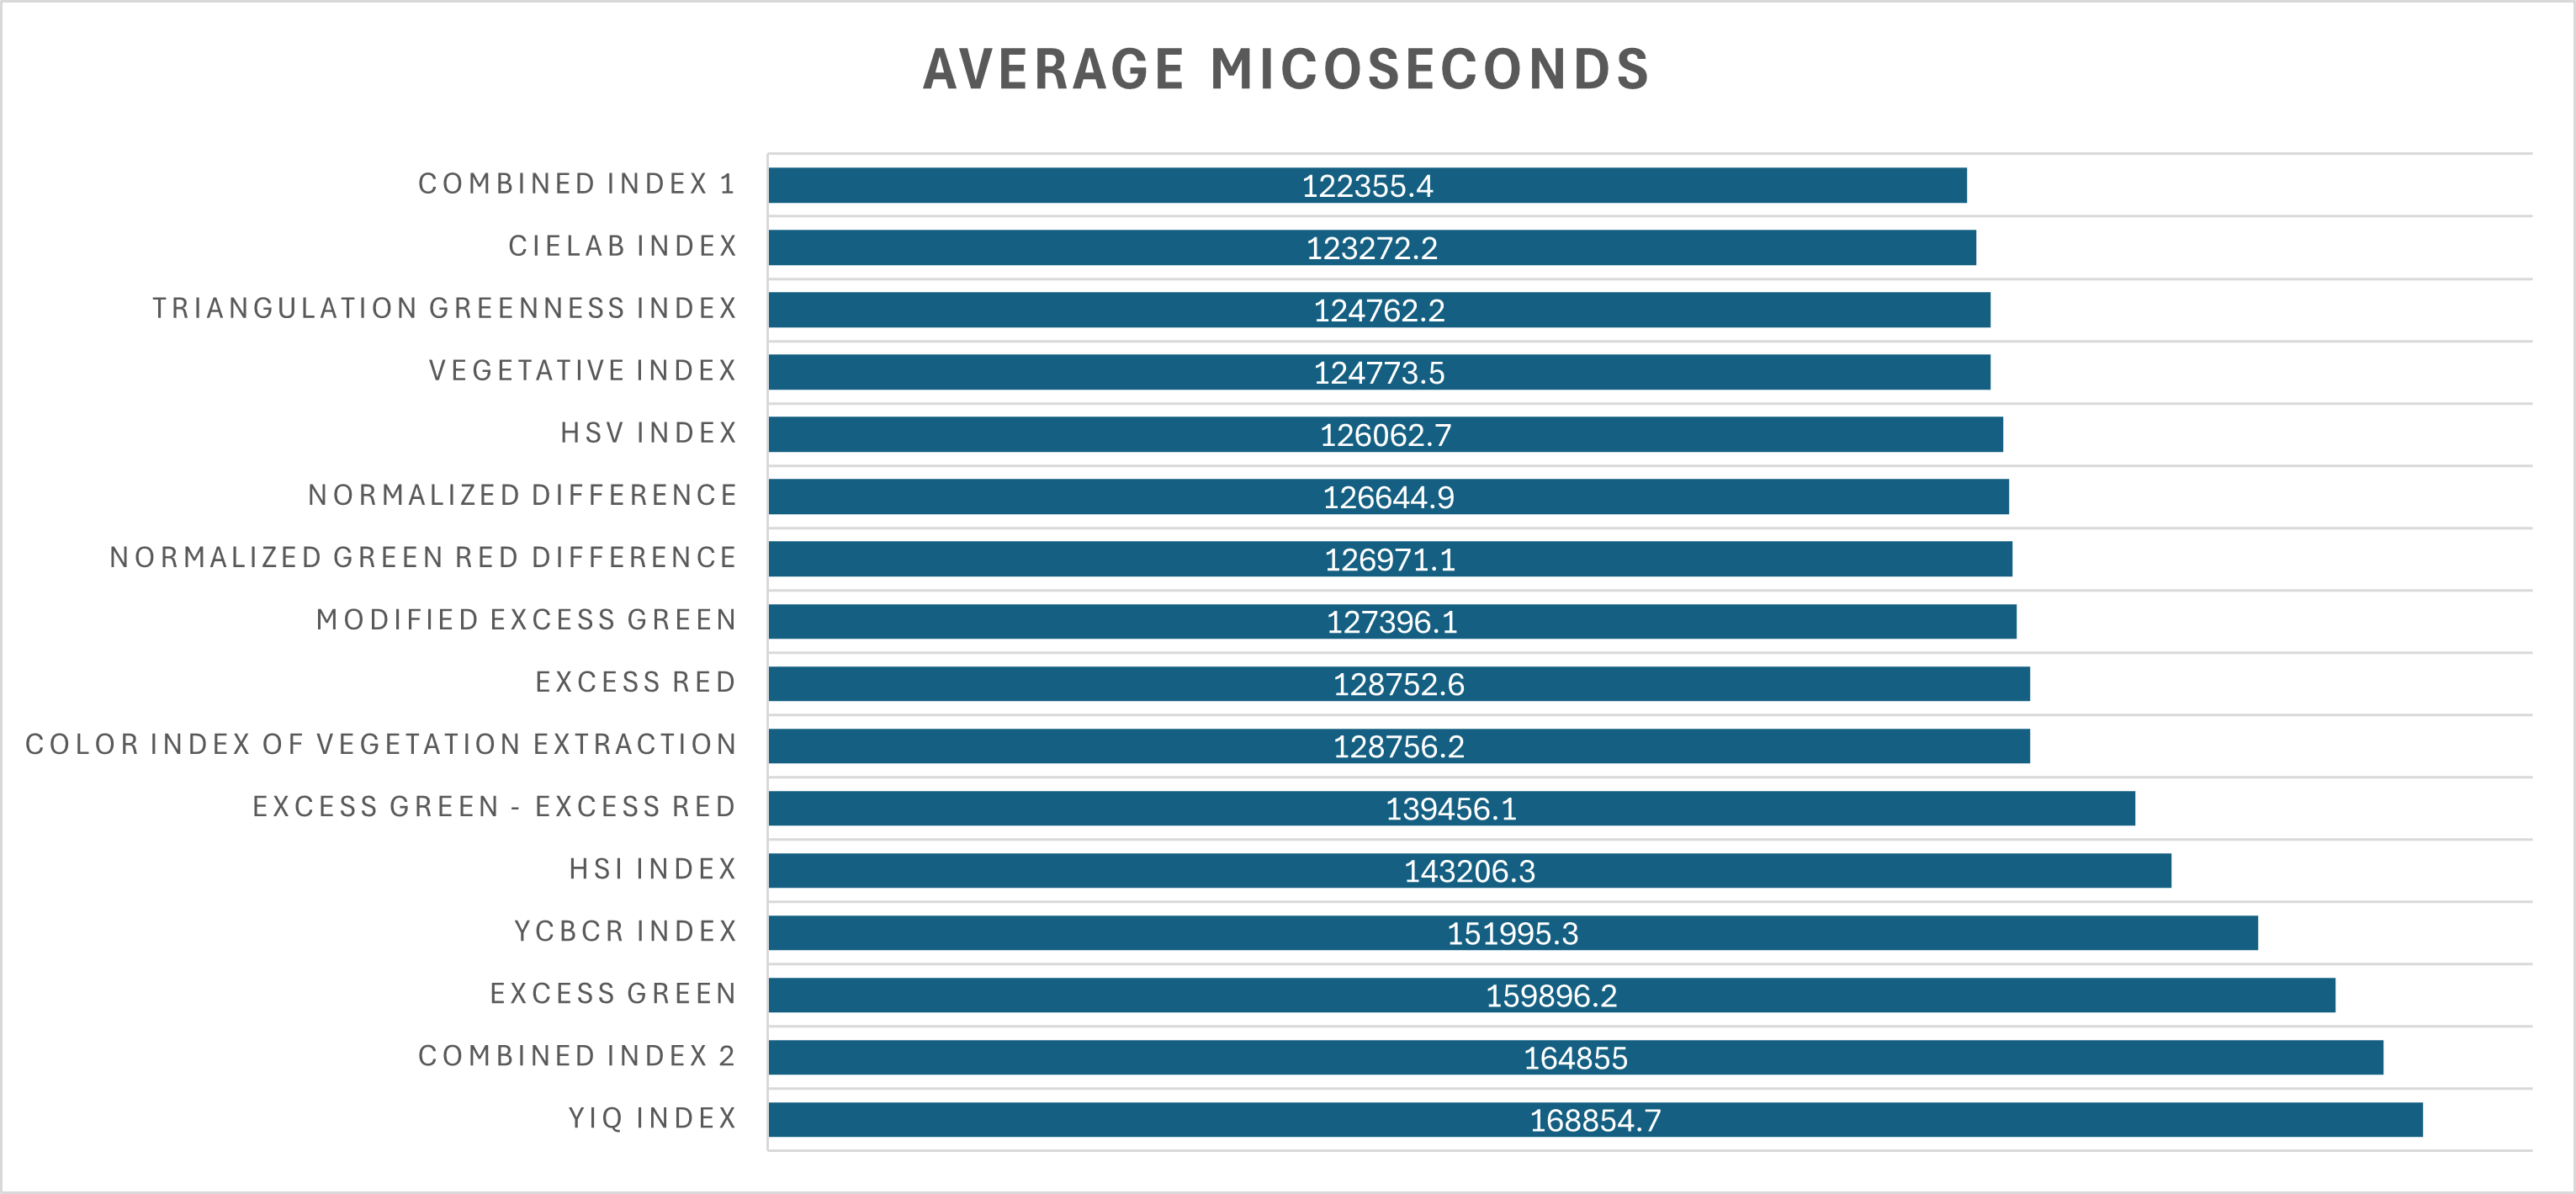 AVERAGE MICOSECONDS
COMBINED INDEX 1 122355.4
CIELAB INDEX 123272.2
TRIANGULATION GREENNESS INDEX 124762.2
VEGETATIVE INDEX 124773.5
HSV INDEX 126062.7
NORMALIZED DIFFERENCE 126644.9
NORMALIZED GREEN RED DIFFERENCE 126971.1
MODIFIED EXCESS GREEN 127396.1
EXCESS RED 128752.6
COLOR INDEX OF VEGETATION EXTRACTION 128756.2
EXCESS GREEN - EXCESS RED 139456.1
HSI INDEX 143206.3
YCBCR INDEX 151995.3
EXCESS GREEN 159896.2
COMBINED INDEX 2 164855
YIQ INDEX 168854.7